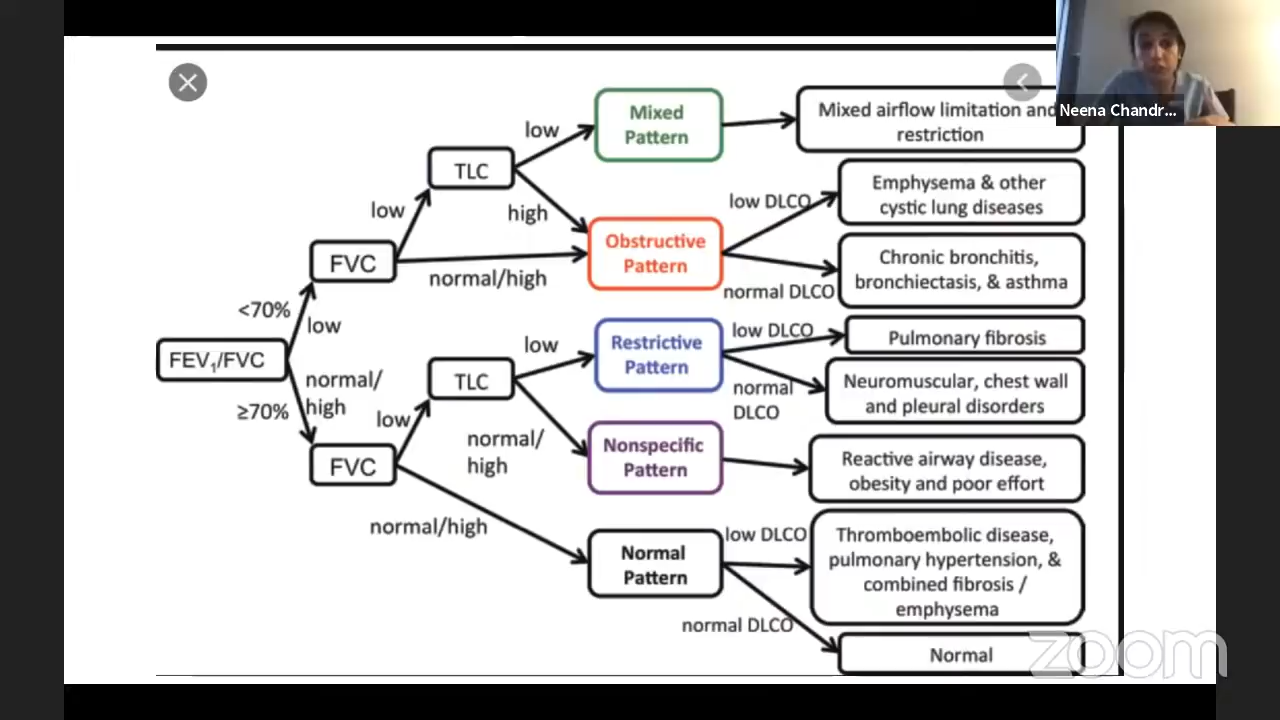 Neena Chandr...
Mixed
Pattern
Mixed airflow limitation and
restriction
low
TLC
low
high
FVC
normal/high
Obstructive
Pattern
low DLCO
Emphysema & other
cystic lung diseases
normal DLCO
Chronic bronchitis,
bronchiectasis, & asthma
<70%
low
FEV1/FVC
normal/
high
≥70%
FVC
low
TLC
low
Restrictive
Pattern
low DLCO
Pulmonary fibrosis
normal
DLCO
Neuromuscular, chest wall
and pleural disorders
normal/
high
Nonspecific
Pattern
Reactive airway disease,
obesity and poor effort
normal/high
Normal
Pattern
low DLCO
Thromboembolic disease,
pulmonary hypertension, &
combined fibrosis /
emphysema
normal DLCO
Normal
zoom